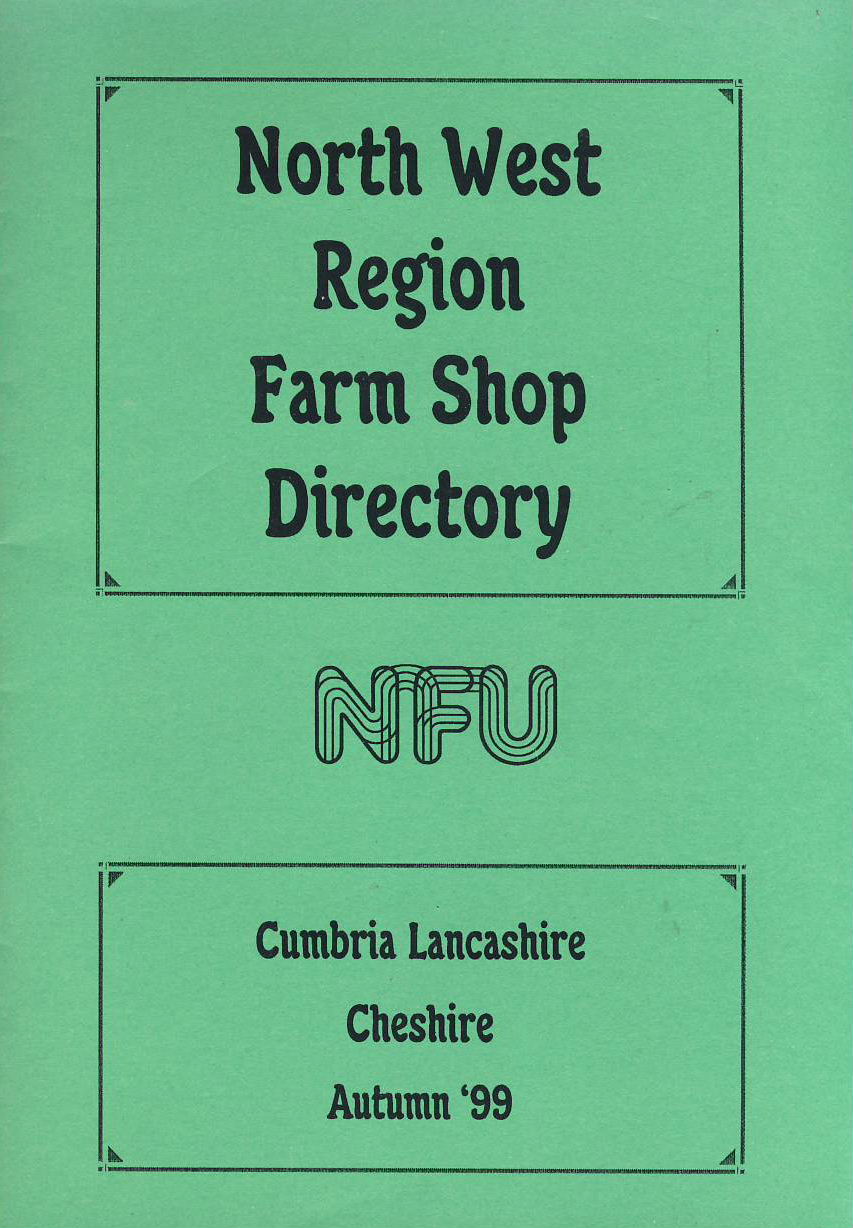 North West
Region
Farm Shop
Directory
NFU
Cumbria Lancashire
Cheshire
Autumn ‘99